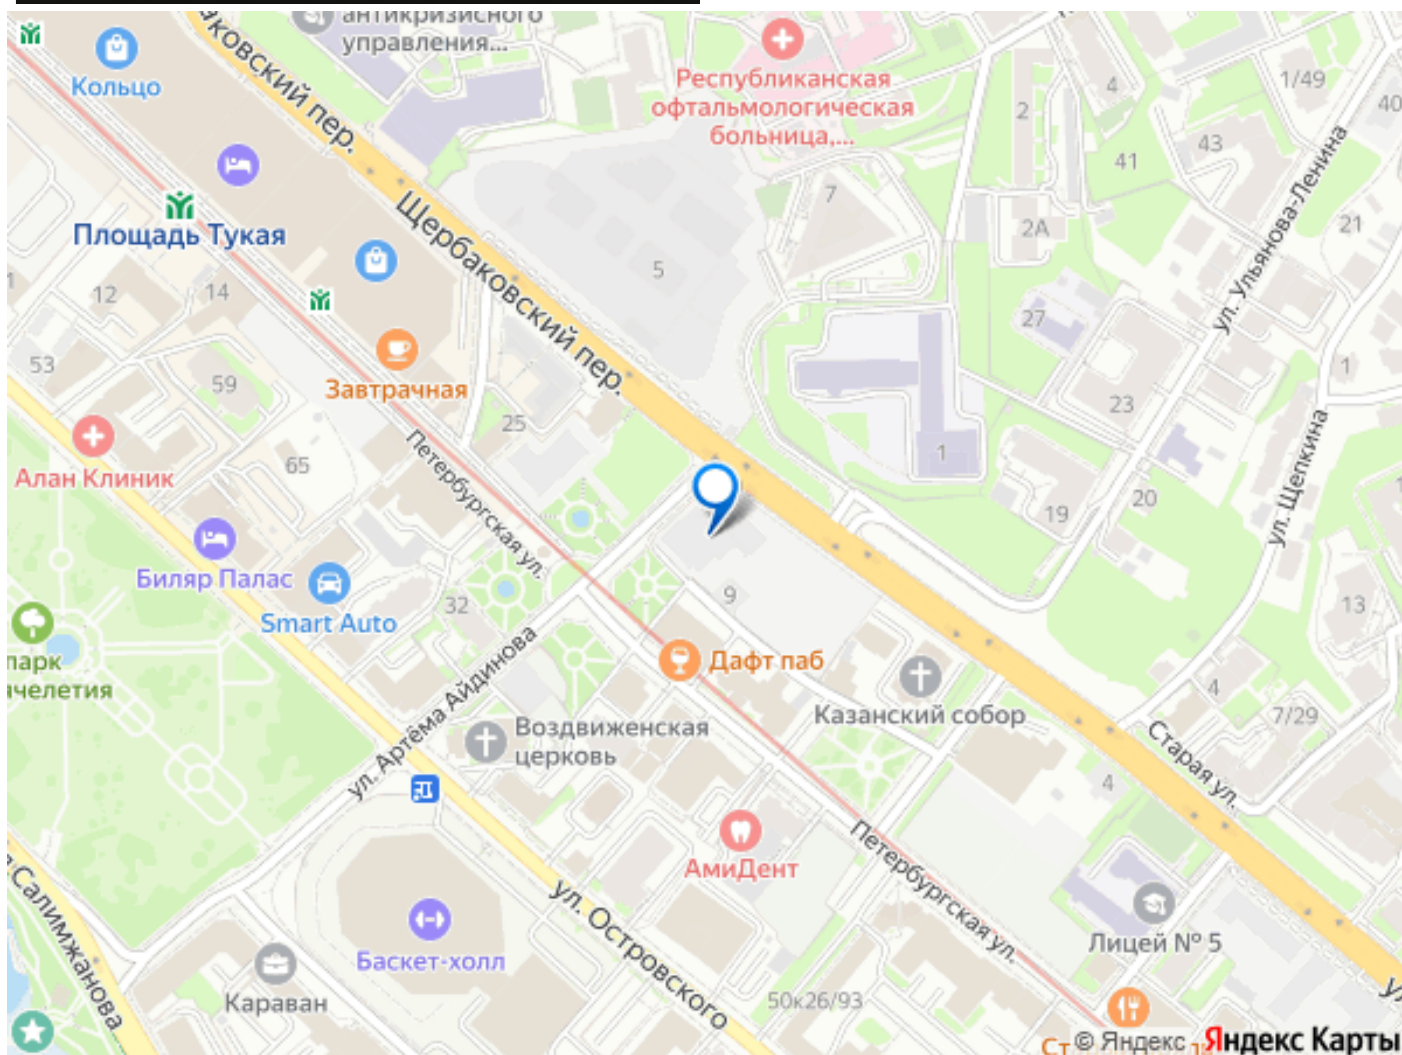 антикризисного
управления...
Кольцо
Республиканская
офтальмологическая
больница,...
4
1/49
40
2
43
41
7
Площадь Тукая
Щербаковский пер.
2А
21
ул. Ульянова-Ленина
5
12
14
27
53
59
Завтрачная
1
23
25
Алан Клиник
65
Петербургская ул.
1
20
19
ул. Щепкина
Биляр Палас
Smart Auto
32
9
13
парк
Дафт паб
ул. Артёма Айдинова
Казанский собор
4
7/29
Воздвиженская
церковь
Старая ул.
4
АмиДент
Петербургская ул.
ул. Островского
Лицей № 5
Баскет-холл
Караван
50к26/93
Салимжанова
© Яндекс Яндекс Карты